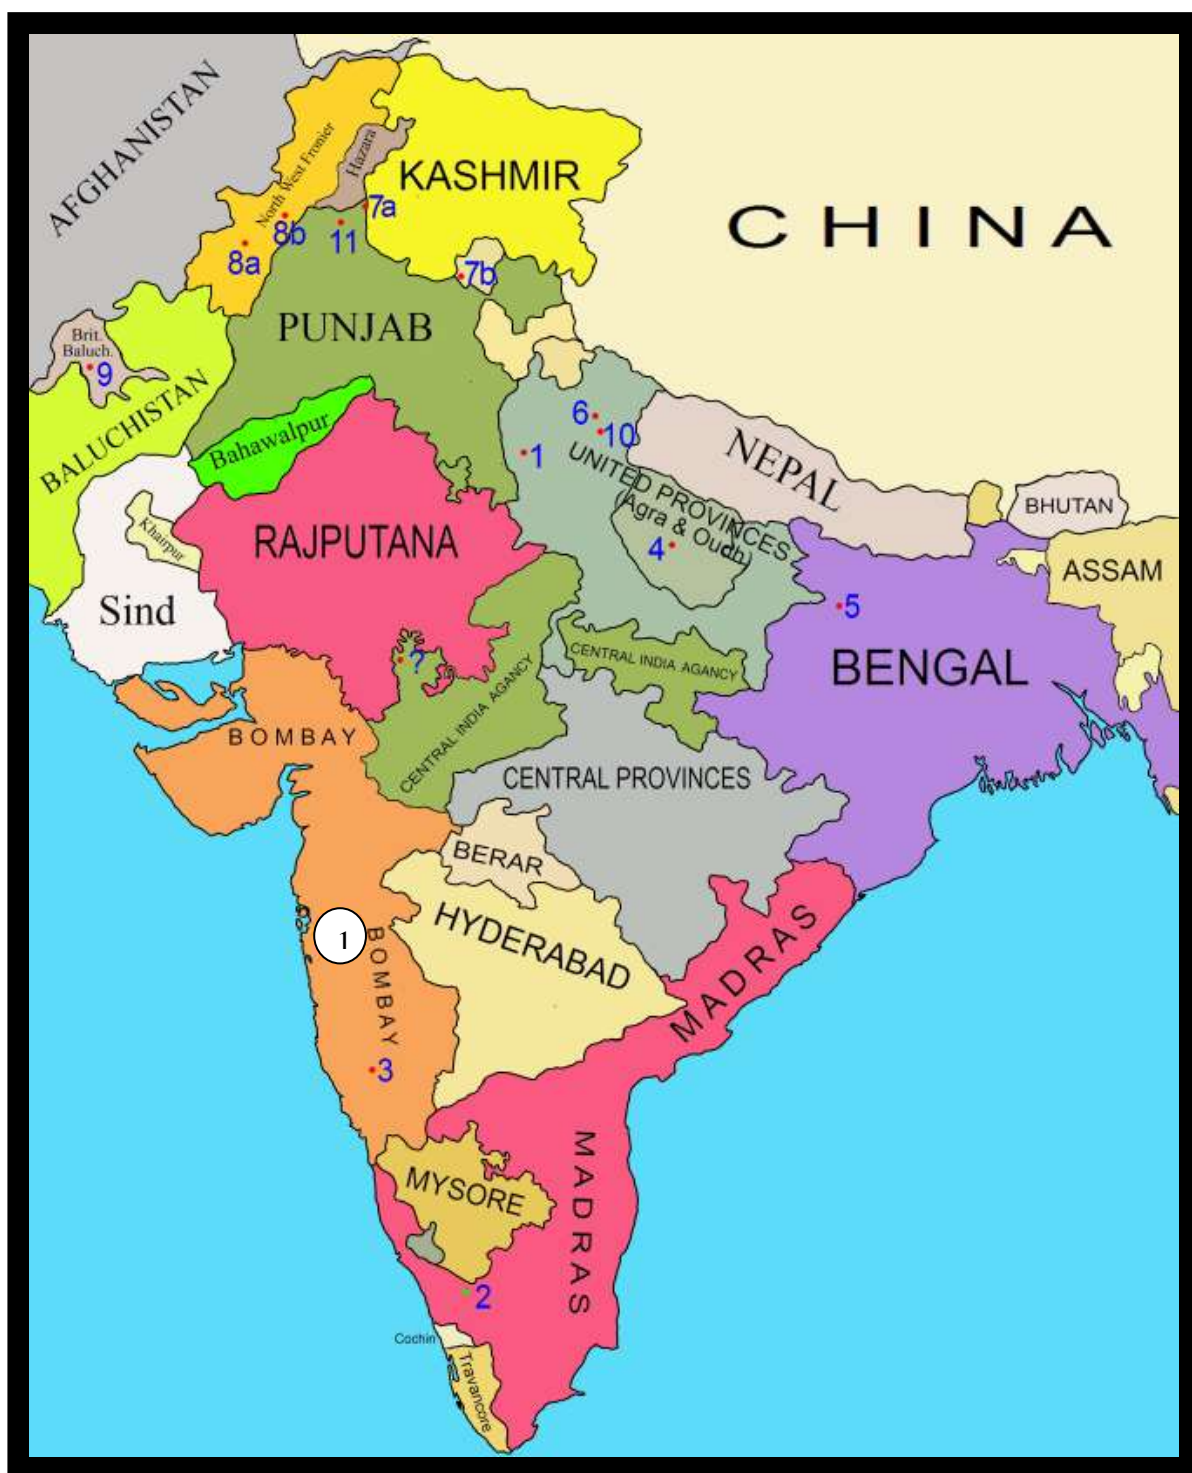 AFGHANISTAN
North West Fronier
Hazara
KASHMIR
CHINA
7a
8b
11
8a
7b
PUNJAB
Brit.
Baluch.
9
BALUCHISTAN
Bahawalpur
6
10
1
NEPAL
UNITED PROVINCES
(Agra & Oudh)
4
BHUTAN
ASSAM
Khairpur
RAJPUTANA
Sind
5
BENGAL
?
CENTRAL INDIA AGANCY
CENTRAL INDIA AGANCY
BOMBAY
CENTRAL PROVINCES
BERAR
HYDERABAD
1
BOMBAY
MADRAS
3
MYSORE
MADRAS
2
Cochin
Travancore